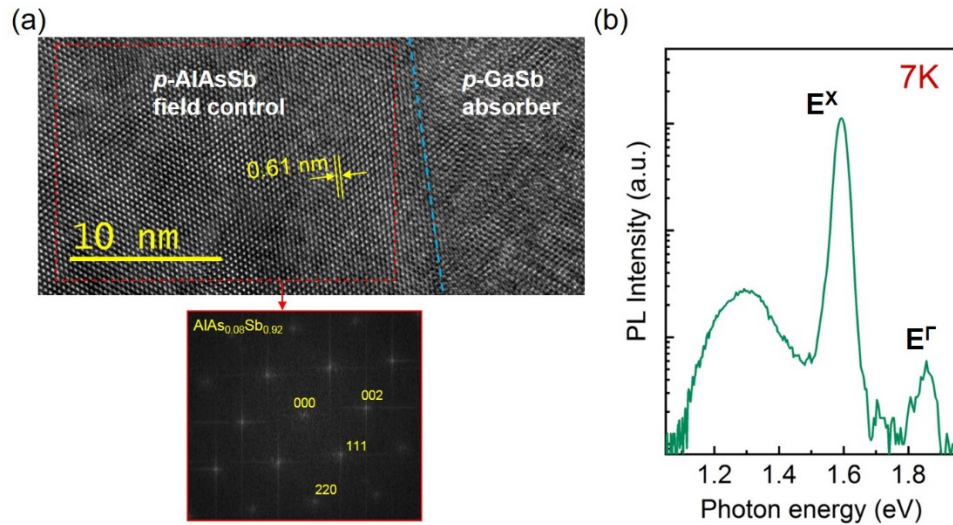 (a)
p-AlAsSb
field control
p-GaSb
absorber
0.61 nm
10 nm
AlAs0.08Sb0.92
000
002
111
220
(b)
7K
Eˣ
E^Γ
PL Intensity (a.u.)
1.2 1.4 1.6 1.8
Photon energy (eV)